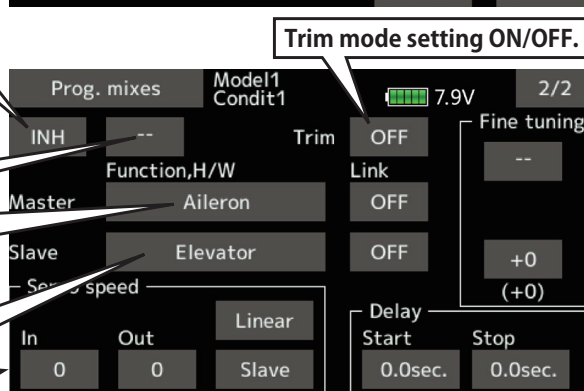 Trim mode setting ON/OFF.
Prog. mixes Model1 7.9V 2/2
Condit1
INH -- Trim OFF Fine tuning
Function,H/W Link --
Master Aileron OFF
Slave Elevator OFF +0
(+0)
Servo speed Linear Delay
In Out Start Stop
0 0 Slave 0.0sec. 0.0sec.